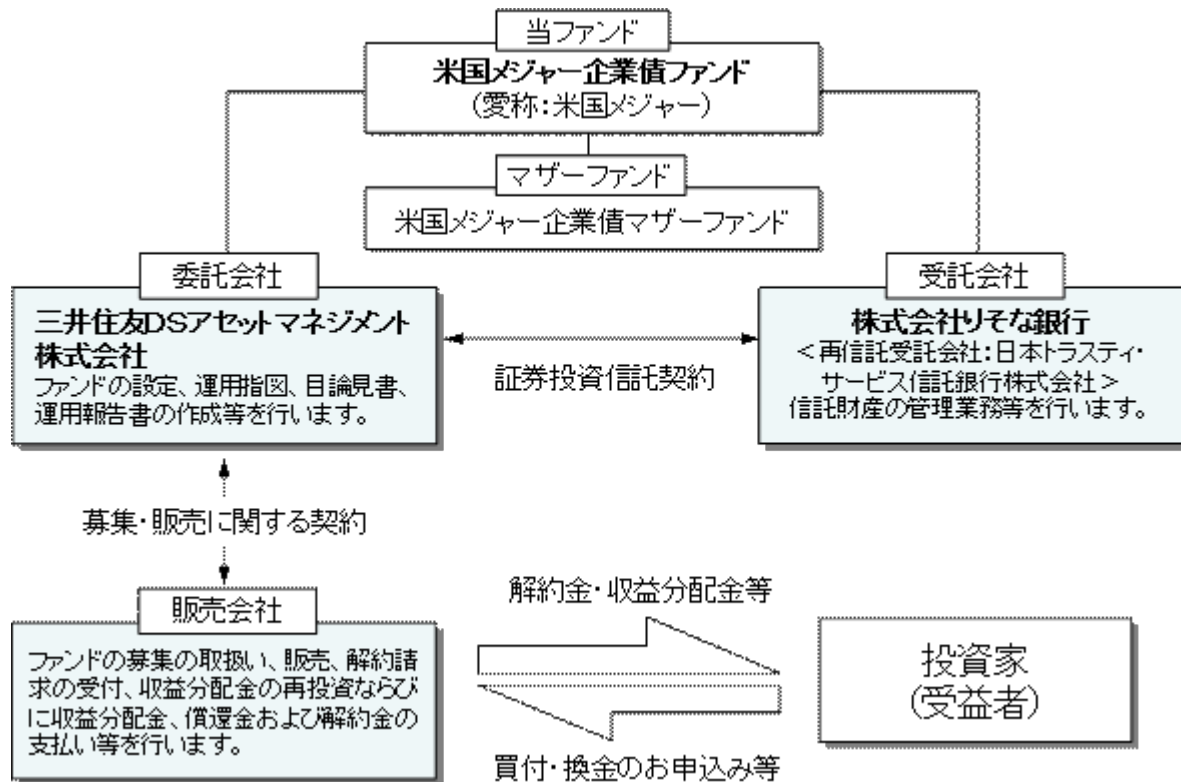 当ファンド
米国メジャー企業債ファンド
(愛称:米国メジャー)
マザーファンド
米国メジャー企業債マザーファンド
委託会社
三井住友DSアセットマネジメント
株式会社
ファンドの設定、運用指図、目論見書、
運用報告書の作成等を行います。
証券投資信託契約
受託会社
株式会社りそな銀行
<再信託受託会社:日本トラスティ・
サービス信託銀行株式会社>
信託財産の管理業務等を行います。
募集・販売に関する契約
販売会社
ファンドの募集の取扱い、販売、解約請
求の受付、収益分配金の再投資ならび
に収益分配金、償還金および解約金の
支払い等を行います。
解約金・収益分配金等
買付・換金のお申込み等
投資家
(受益者)